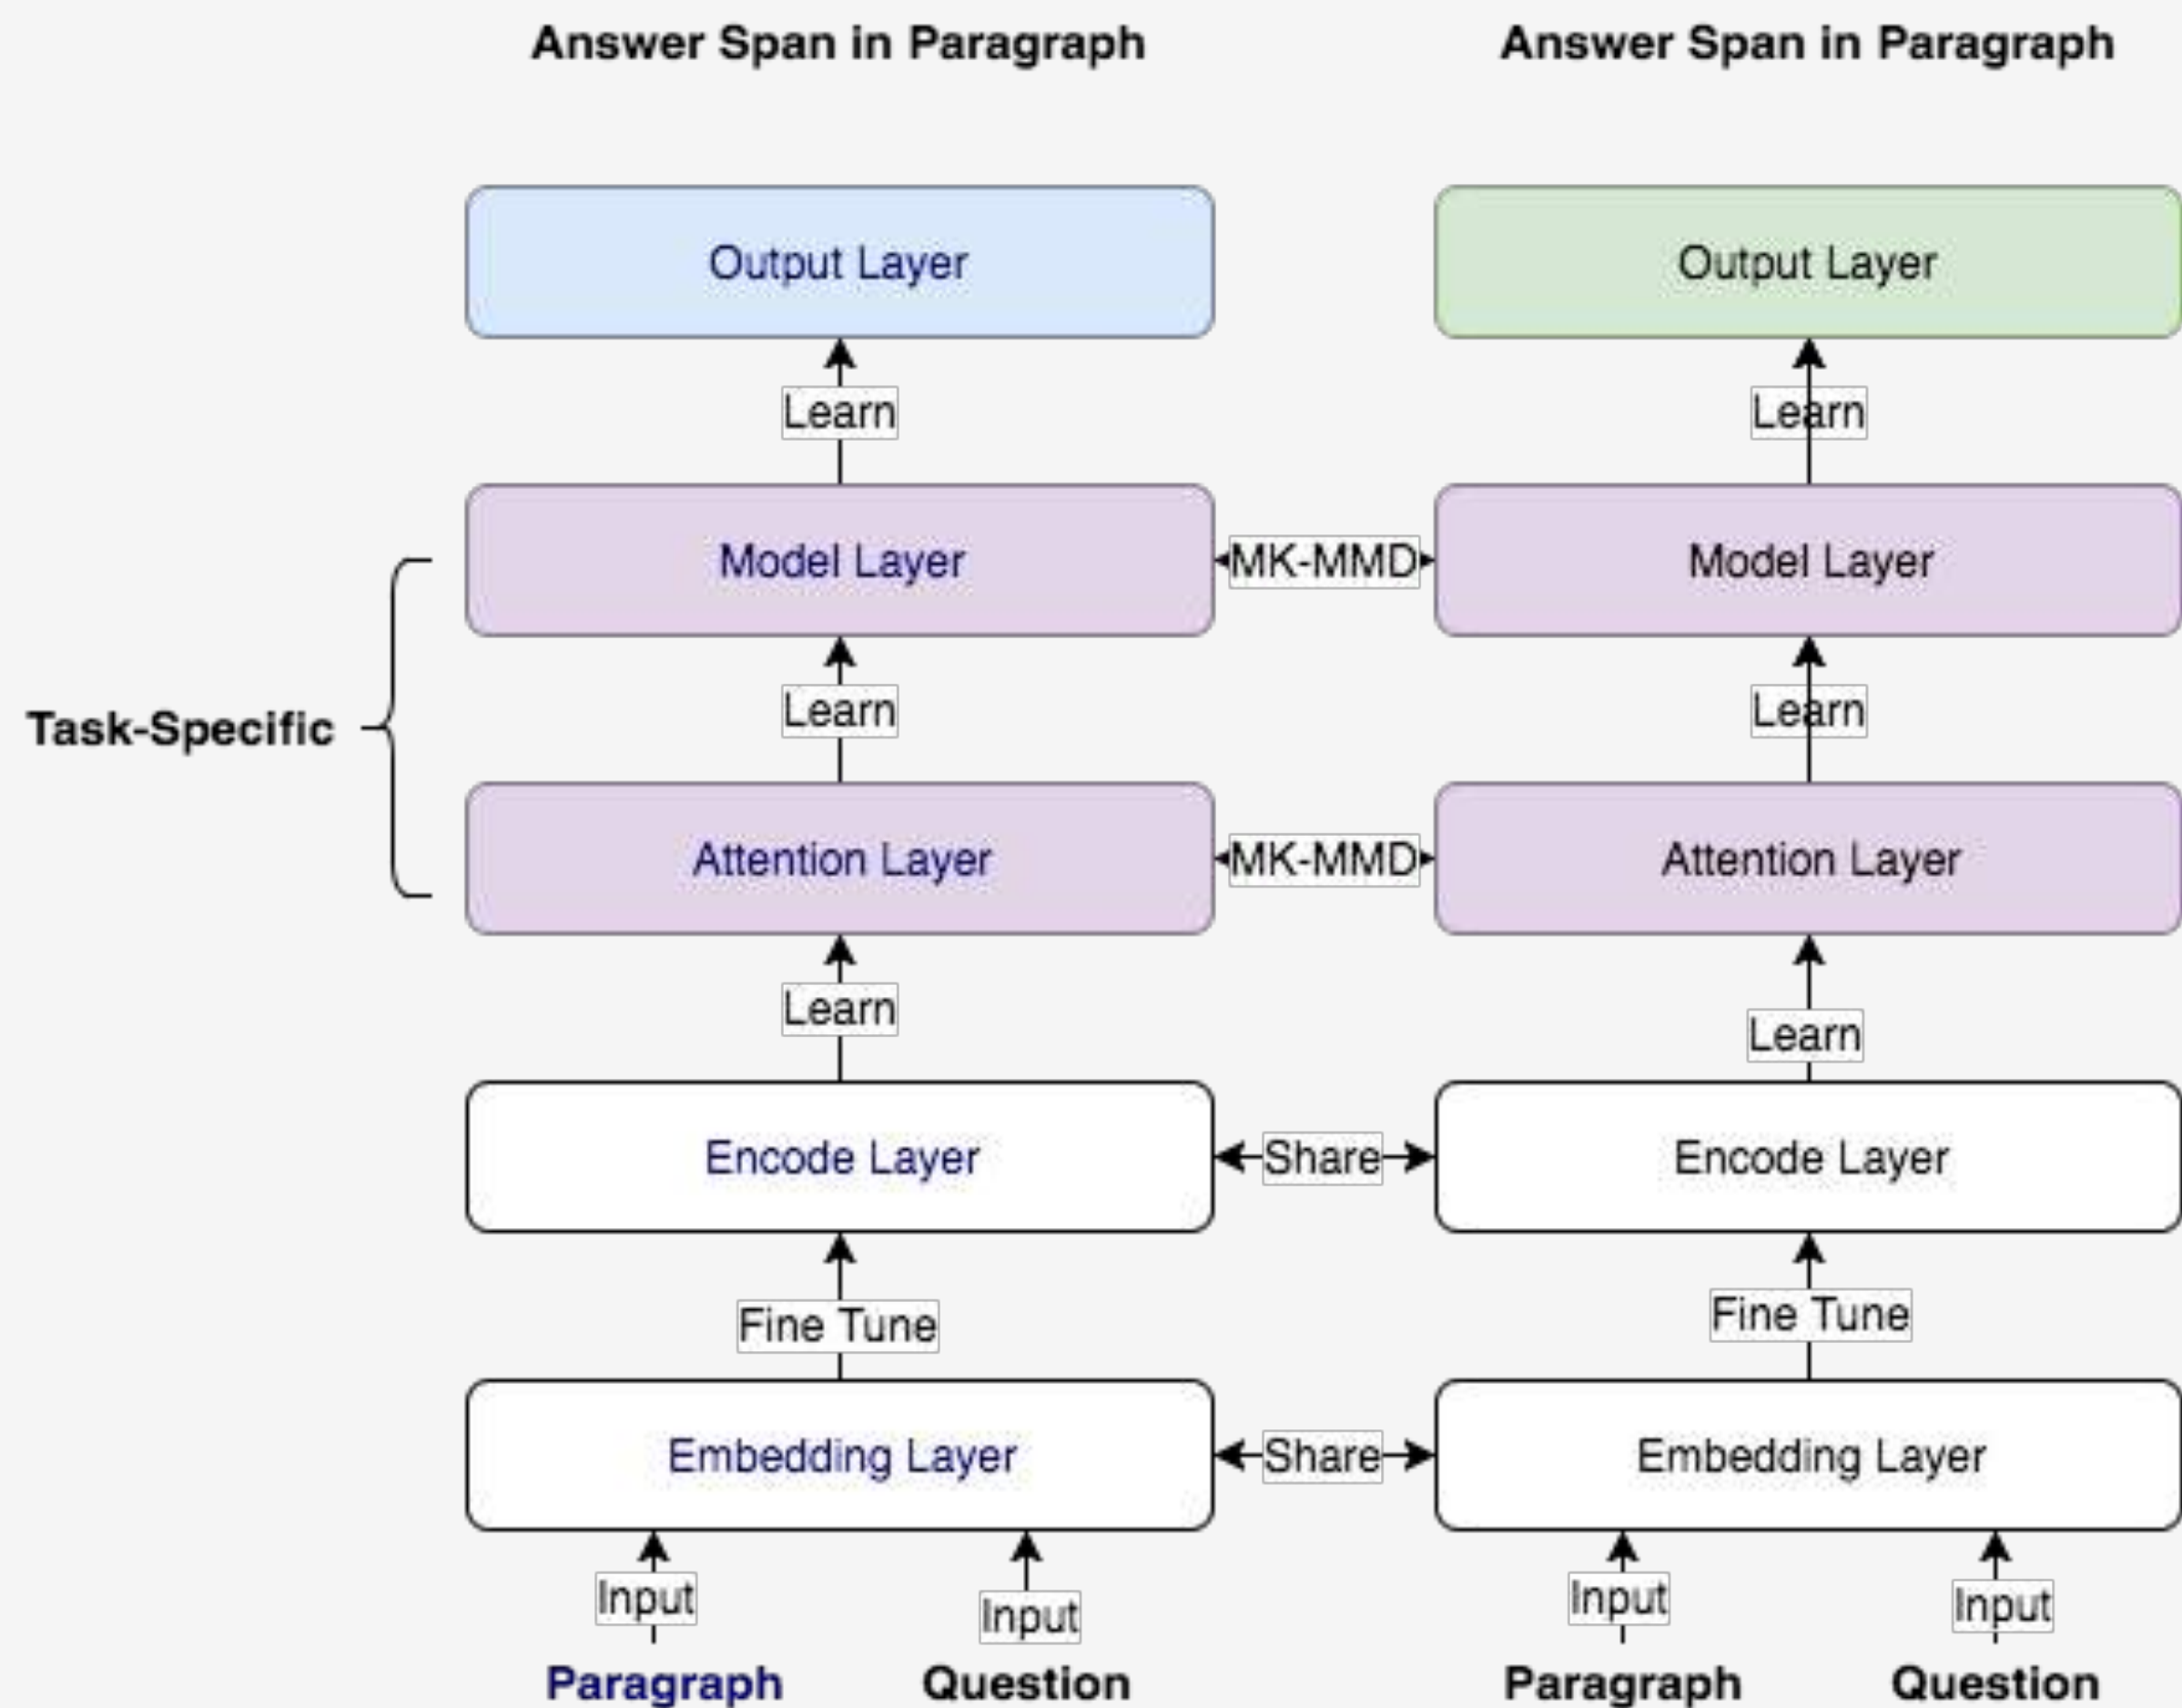 Answer Span in Paragraph
Answer Span in Paragraph
Output Layer
Output Layer
Learn
Learn
Model Layer
MK-MMD
Model Layer
Learn
Learn
Task-Specific
Attention Layer
MK-MMD
Attention Layer
Learn
Learn
Encode Layer
Share
Encode Layer
Fine Tune
Fine Tune
Embedding Layer
Share
Embedding Layer
Input
Input
Input
Input
Paragraph
Question
Paragraph
Question